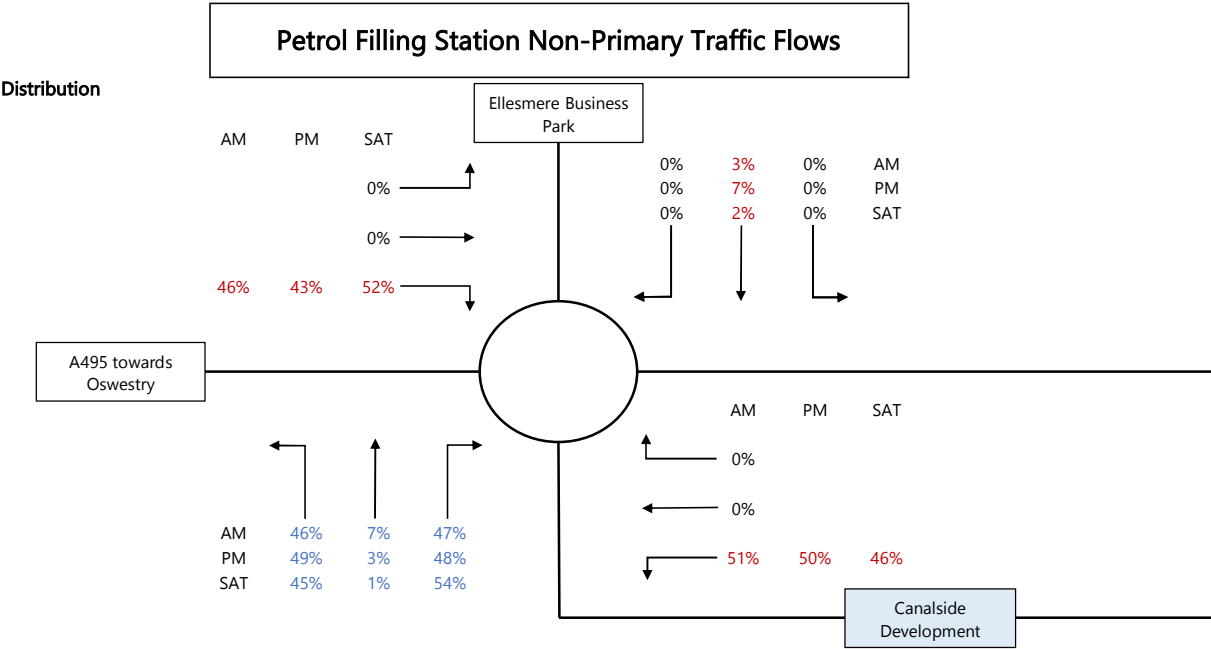 Petrol Filling Station Non-Primary Traffic Flows
Distribution
Ellesmere Business
Park
AM PM SAT
0%
0%
46% 43% 52%
0% 3% 0% AM
0% 7% 0% PM
0% 2% 0% SAT
A495 towards
Oswestry
AM PM SAT
0%
0%
51% 50% 46%
AM 46% 7% 47%
PM 49% 3% 48%
SAT 45% 1% 54%
Canalside
Development